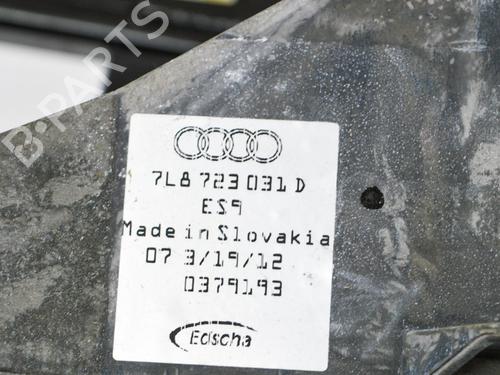 B-PARTS
7L8 723 031 D
ES9
Made in Slovakia
07 3/19/12
0379193
Edscha